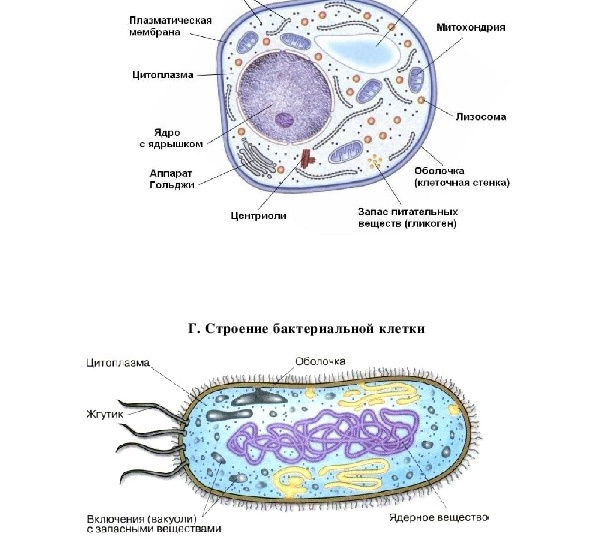 Плазматическая
мембрана
Митохондрия
Цитоплазма
Лизосома
Ядро
с ядрышком
Аппарат
Гольджи
Оболочка
(клеточная стенка)
Центриоли
Запас питательных
веществ (гликоген)
Г. Строение бактериальной клетки
Цитоплазма
Оболочка
Жгутик
Включения (вакуоли)
с запасными веществами
Ядерное вещество